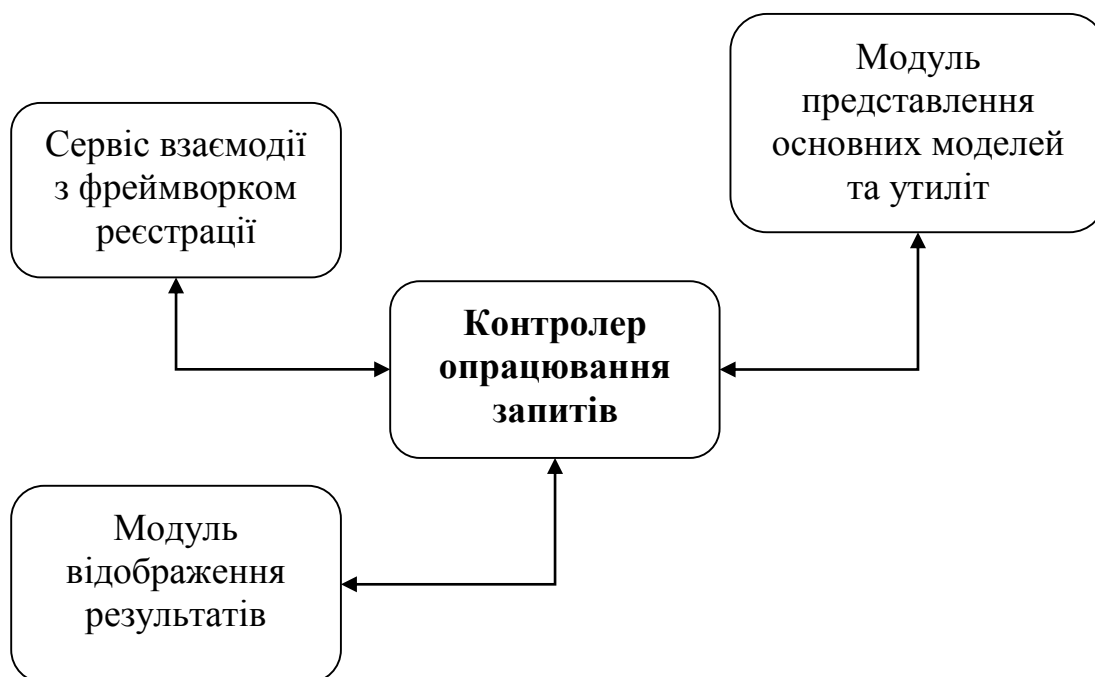 Модуль
представлення
основних моделей
та утиліт
Сервіс взаємодії
з фреймворком
реєстрації
Контролер
опрацювання
запитів
Модуль
відображення
результатів